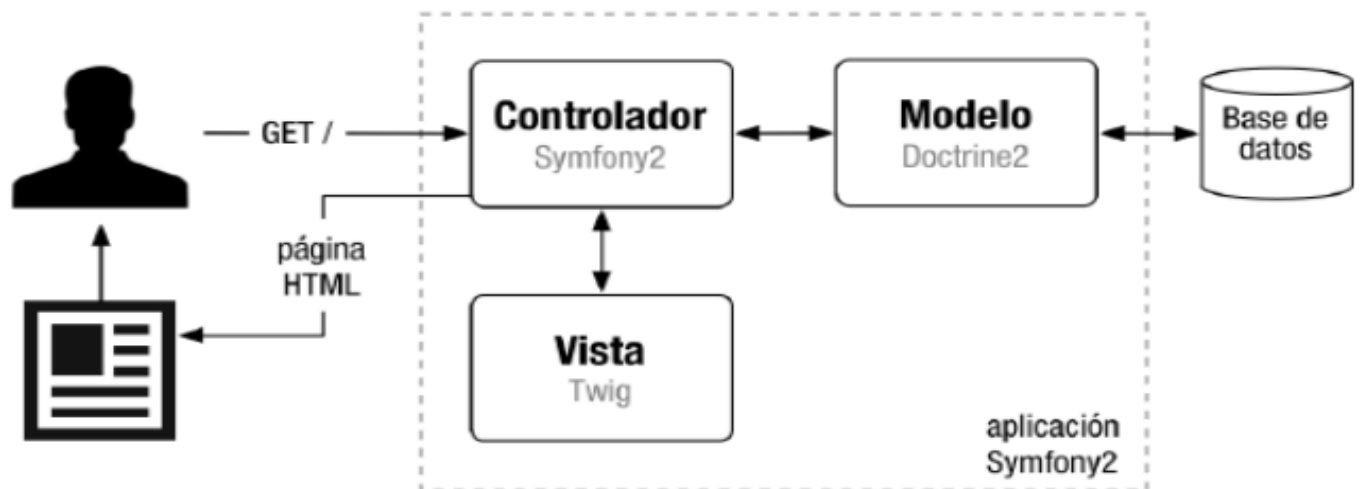 GET /
Controlador
Symfony2
Modelo
Doctrine2
Base de
datos
página
HTML
Vista
Twig
aplicación
Symfony2